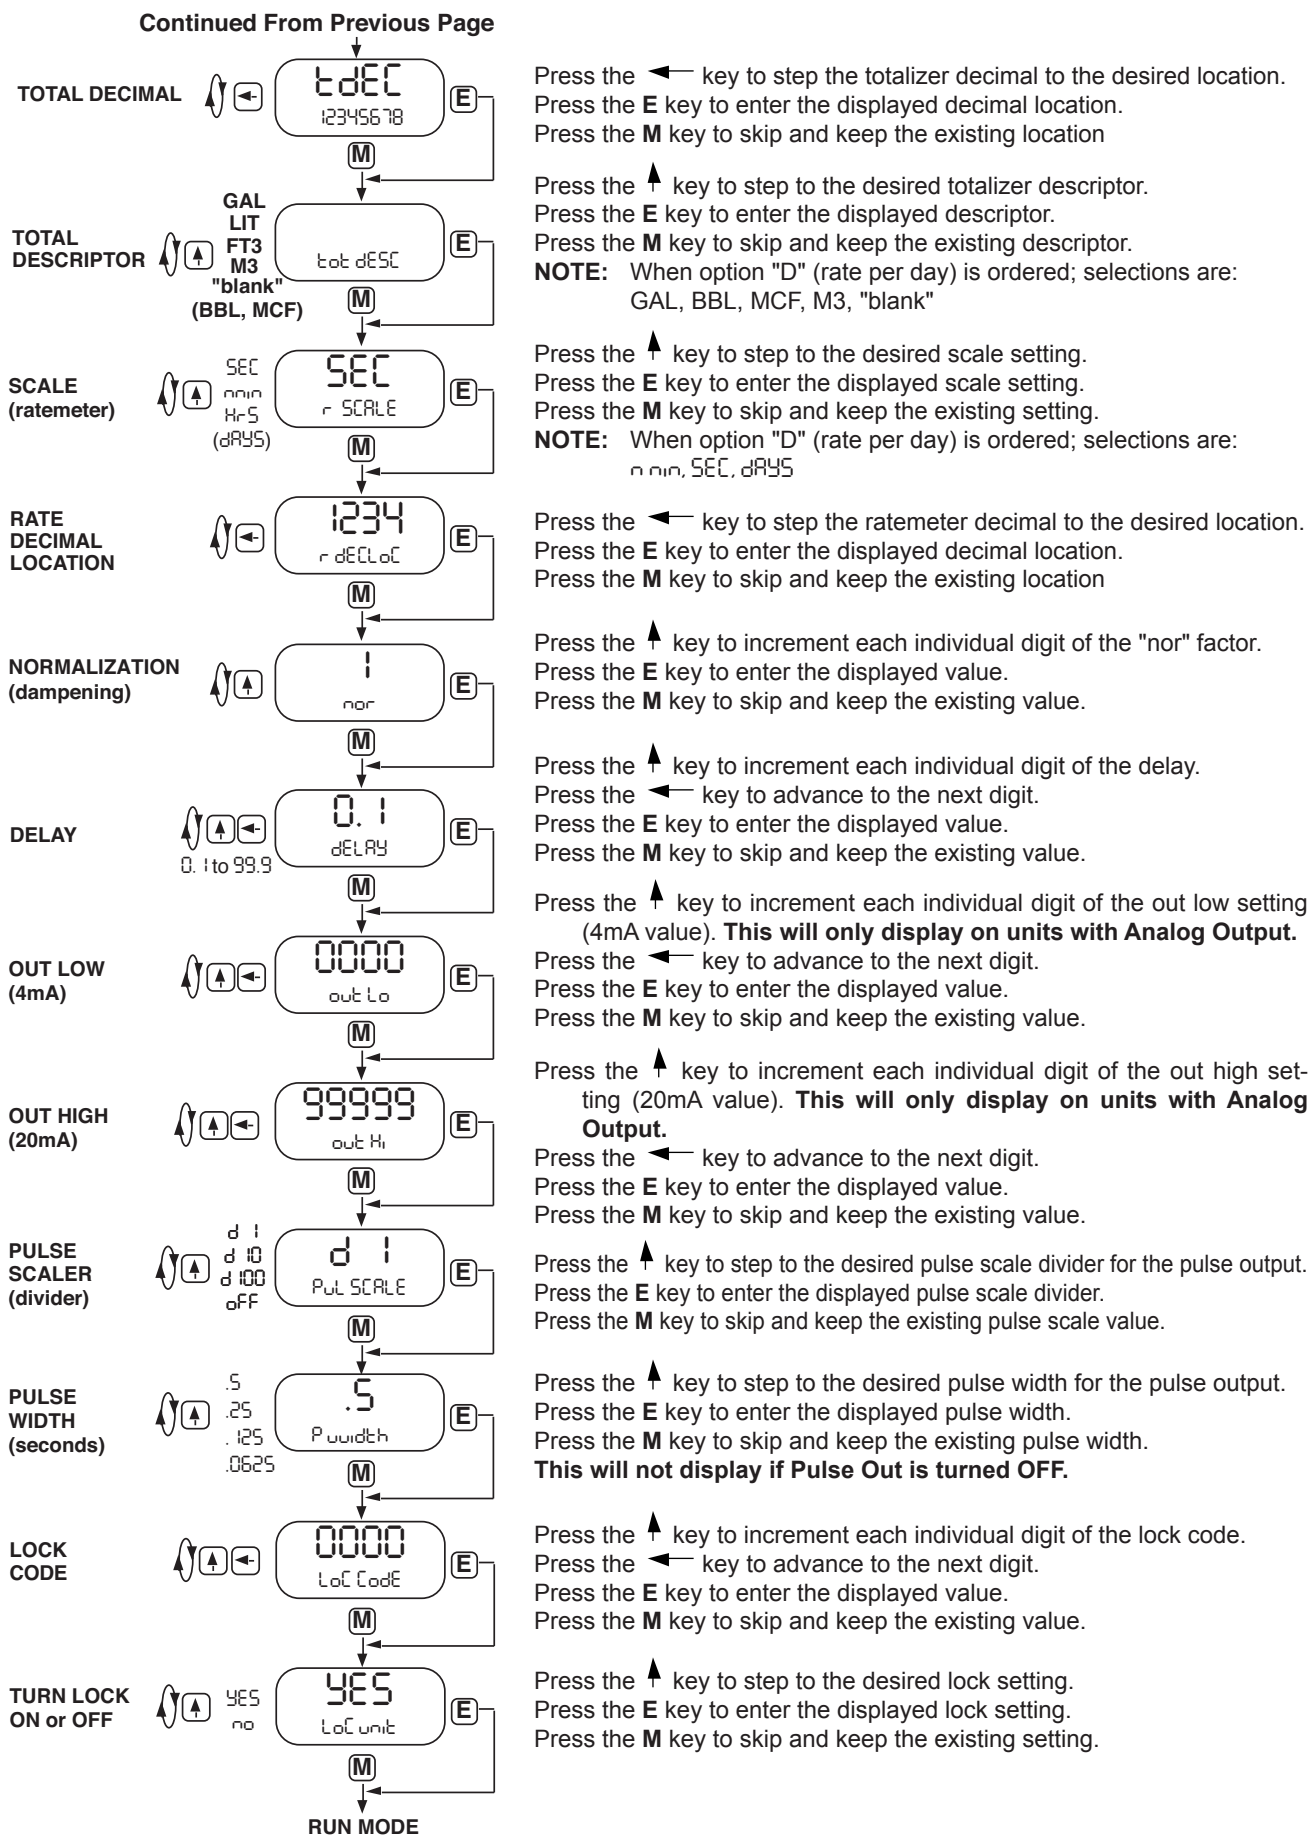 Continued From Previous Page
TOTAL DECIMAL
tdEC
12345678
E
M
Press the key to step the totalizer decimal to the desired location.
Press the E key to enter the displayed decimal location.
Press the M key to skip and keep the existing location
TOTAL
DESCRIPTOR
GAL
LIT
FT3
M3
"blank"
(BBL, MCF)
tot dESC
E
M
Press the key to step to the desired totalizer descriptor.
Press the E key to enter the displayed descriptor.
Press the M key to skip and keep the existing descriptor.
NOTE: When option "D" (rate per day) is ordered; selections are:
GAL, BBL, MCF, M3, "blank"
SCALE
(ratemeter)
SEC
min
HrS
(dAYS)
SEC
r SCALE
E
M
Press the key to step to the desired scale setting.
Press the E key to enter the displayed scale setting.
Press the M key to skip and keep the existing setting.
NOTE: When option "D" (rate per day) is ordered; selections are:
min, SEC, dAYS
RATE
DECIMAL
LOCATION
1234
r dECLoC
E
M
Press the key to step the ratemeter decimal to the desired location.
Press the E key to enter the displayed decimal location.
Press the M key to skip and keep the existing location
NORMALIZATION
(dampening)
1
nor
E
M
Press the key to increment each individual digit of the "nor" factor.
Press the E key to enter the displayed value.
Press the M key to skip and keep the existing value.
DELAY
0.1 to 99.9
0.1
dELAY
E
M
Press the key to increment each individual digit of the delay.
Press the key to advance to the next digit.
Press the E key to enter the displayed value.
Press the M key to skip and keep the existing value.
OUT LOW
(4mA)
0000
out Lo
E
M
Press the key to increment each individual digit of the out low setting
(4mA value). This will only display on units with Analog Output.
Press the key to advance to the next digit.
Press the E key to enter the displayed value.
Press the M key to skip and keep the existing value.
OUT HIGH
(20mA)
99999
out Hi
E
M
Press the key to increment each individual digit of the out high set-
ting (20mA value). This will only display on units with Analog
Output.
Press the key to advance to the next digit.
Press the E key to enter the displayed value.
Press the M key to skip and keep the existing value.
PULSE
SCALER
(divider)
d 1
d 10
d 100
oFF
d 1
PuL SCALE
E
M
Press the key to step to the desired pulse scale divider for the pulse output.
Press the E key to enter the displayed pulse scale divider.
Press the M key to skip and keep the existing pulse scale value.
PULSE
WIDTH
(seconds)
.5
.25
.125
.0625
.5
P width
E
M
Press the key to step to the desired pulse width for the pulse output.
Press the E key to enter the displayed pulse width.
Press the M key to skip and keep the existing pulse width.
This will not display if Pulse Out is turned OFF.
LOCK
CODE
0000
LoC CodE
E
M
Press the key to increment each individual digit of the lock code.
Press the key to advance to the next digit.
Press the E key to enter the displayed value.
Press the M key to skip and keep the existing value.
TURN LOCK
ON or OFF
YES
no
YES
LoC unit
E
M
Press the key to step to the desired lock setting.
Press the E key to enter the displayed lock setting.
Press the M key to skip and keep the existing setting.
RUN MODE